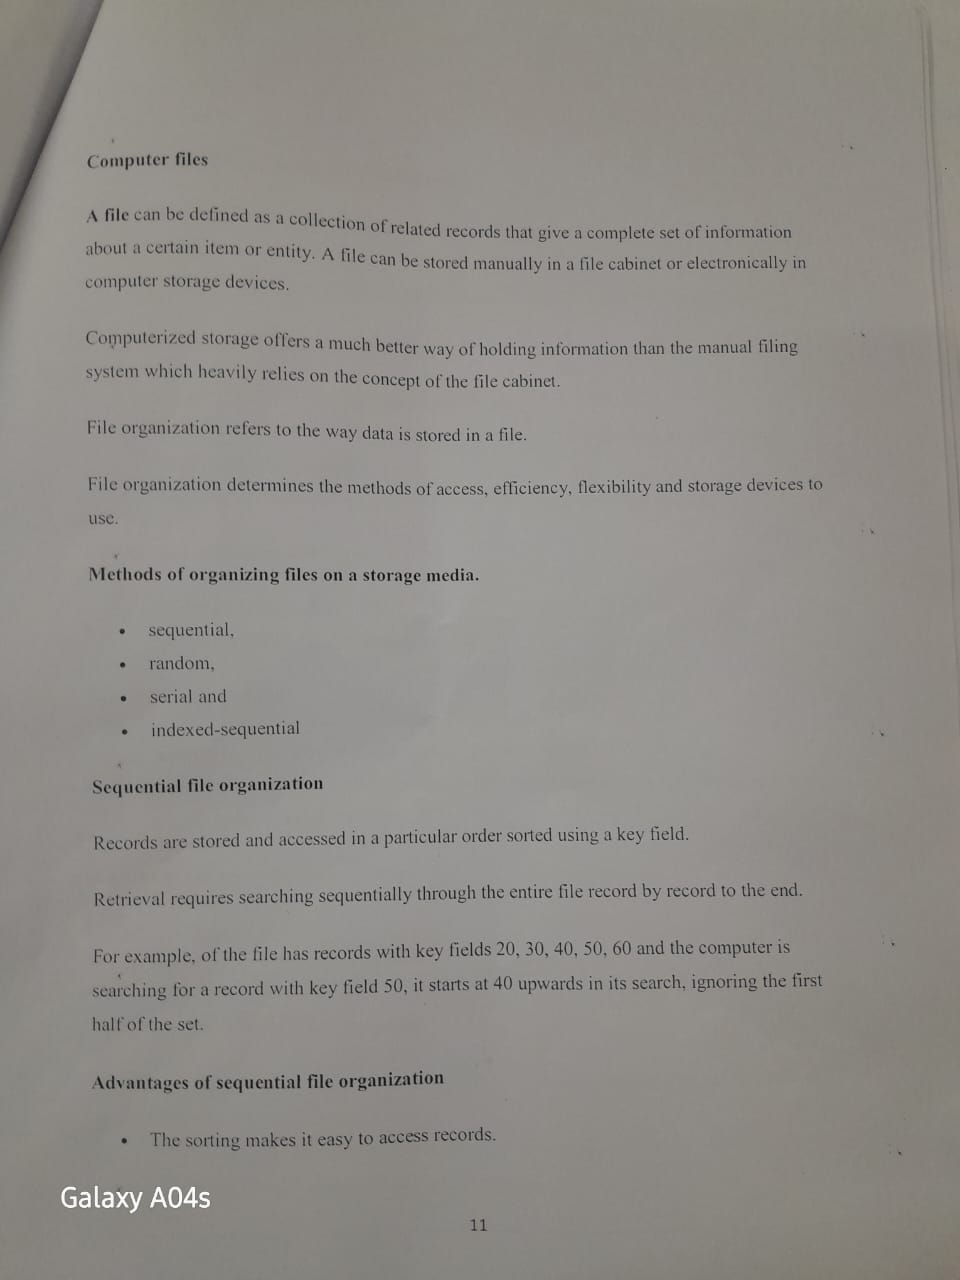 Computer files
A file can be defined as a collection of related records that give a complete set of information
about a certain item or entity. A file can be stored manually in a file cabinet or electronically in
computer storage devices.
Computerized storage offers a much better way of holding information than the manual filing
system which heavily relies on the concept of the file cabinet.
File organization refers to the way data is stored in a file.
File organization determines the methods of access, efficiency, flexibility and storage devices to
use.
Methods of organizing files on a storage media.
• sequential,
• random,
• serial and
• indexed-sequential
Sequential file organization
Records are stored and accessed in a particular order sorted using a key field.
Retrieval requires searching sequentially through the entire file record by record to the end.
For example, of the file has records with key fields 20, 30, 40, 50, 60 and the computer is
searching for a record with key field 50, it starts at 40 upwards in its search, ignoring the first
half of the set.
Advantages of sequential file organization
• The sorting makes it easy to access records.
Galaxy A04s
11